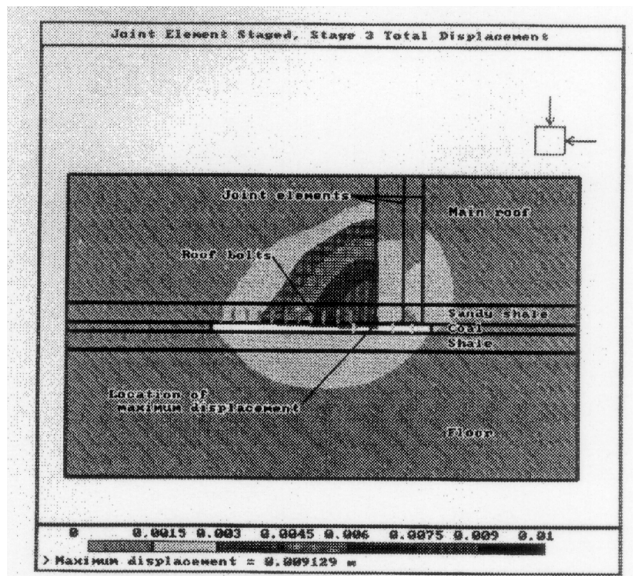 Joint Element Staged, Stage 3 Total Displacement
Joint elements
Main roof
Roof bolts
Sandy shale
Coal
Shale
Location of
maximum displacement
Floor
0 0.0015 0.003 0.0045 0.006 0.0075 0.009 0.01
> Maximum displacement = 0.009129 m